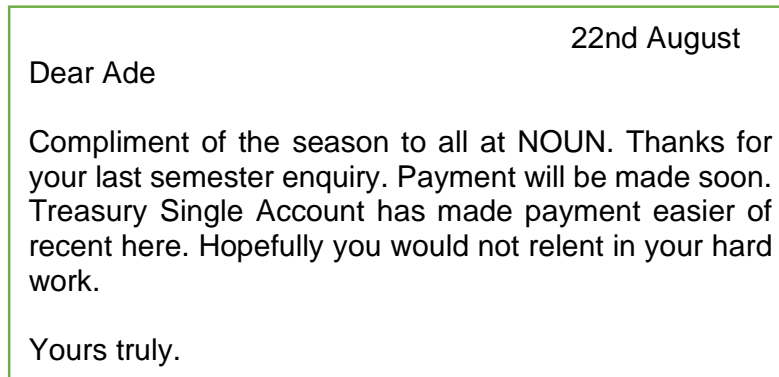 22nd August
Dear Ade
Compliment of the season to all at NOUN. Thanks for
your last semester enquiry. Payment will be made soon.
Treasury Single Account has made payment easier of
recent here. Hopefully you would not relent in your hard
work.
Yours truly.